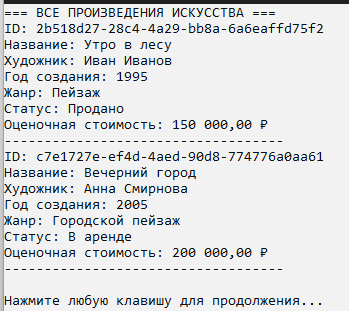 === ВСЕ ПРОИЗВЕДЕНИЯ ИСКУССТВА ===
ID: 2b518d27-28c4-4a29-bb8a-6a6eaffd75f2
Название: Утро в лесу
Художник: Иван Иванов
Год создания: 1995
Жанр: Пейзаж
Статус: Продано
Оценочная стоимость: 150 000,00 ₽
-----------------------------------
ID: c7e1727e-ef4d-4aed-90d8-774776a0aa61
Название: Вечерний город
Художник: Анна Смирнова
Год создания: 2005
Жанр: Городской пейзаж
Статус: В аренде
Оценочная стоимость: 200 000,00 ₽
-----------------------------------
Нажмите любую клавишу для продолжения...